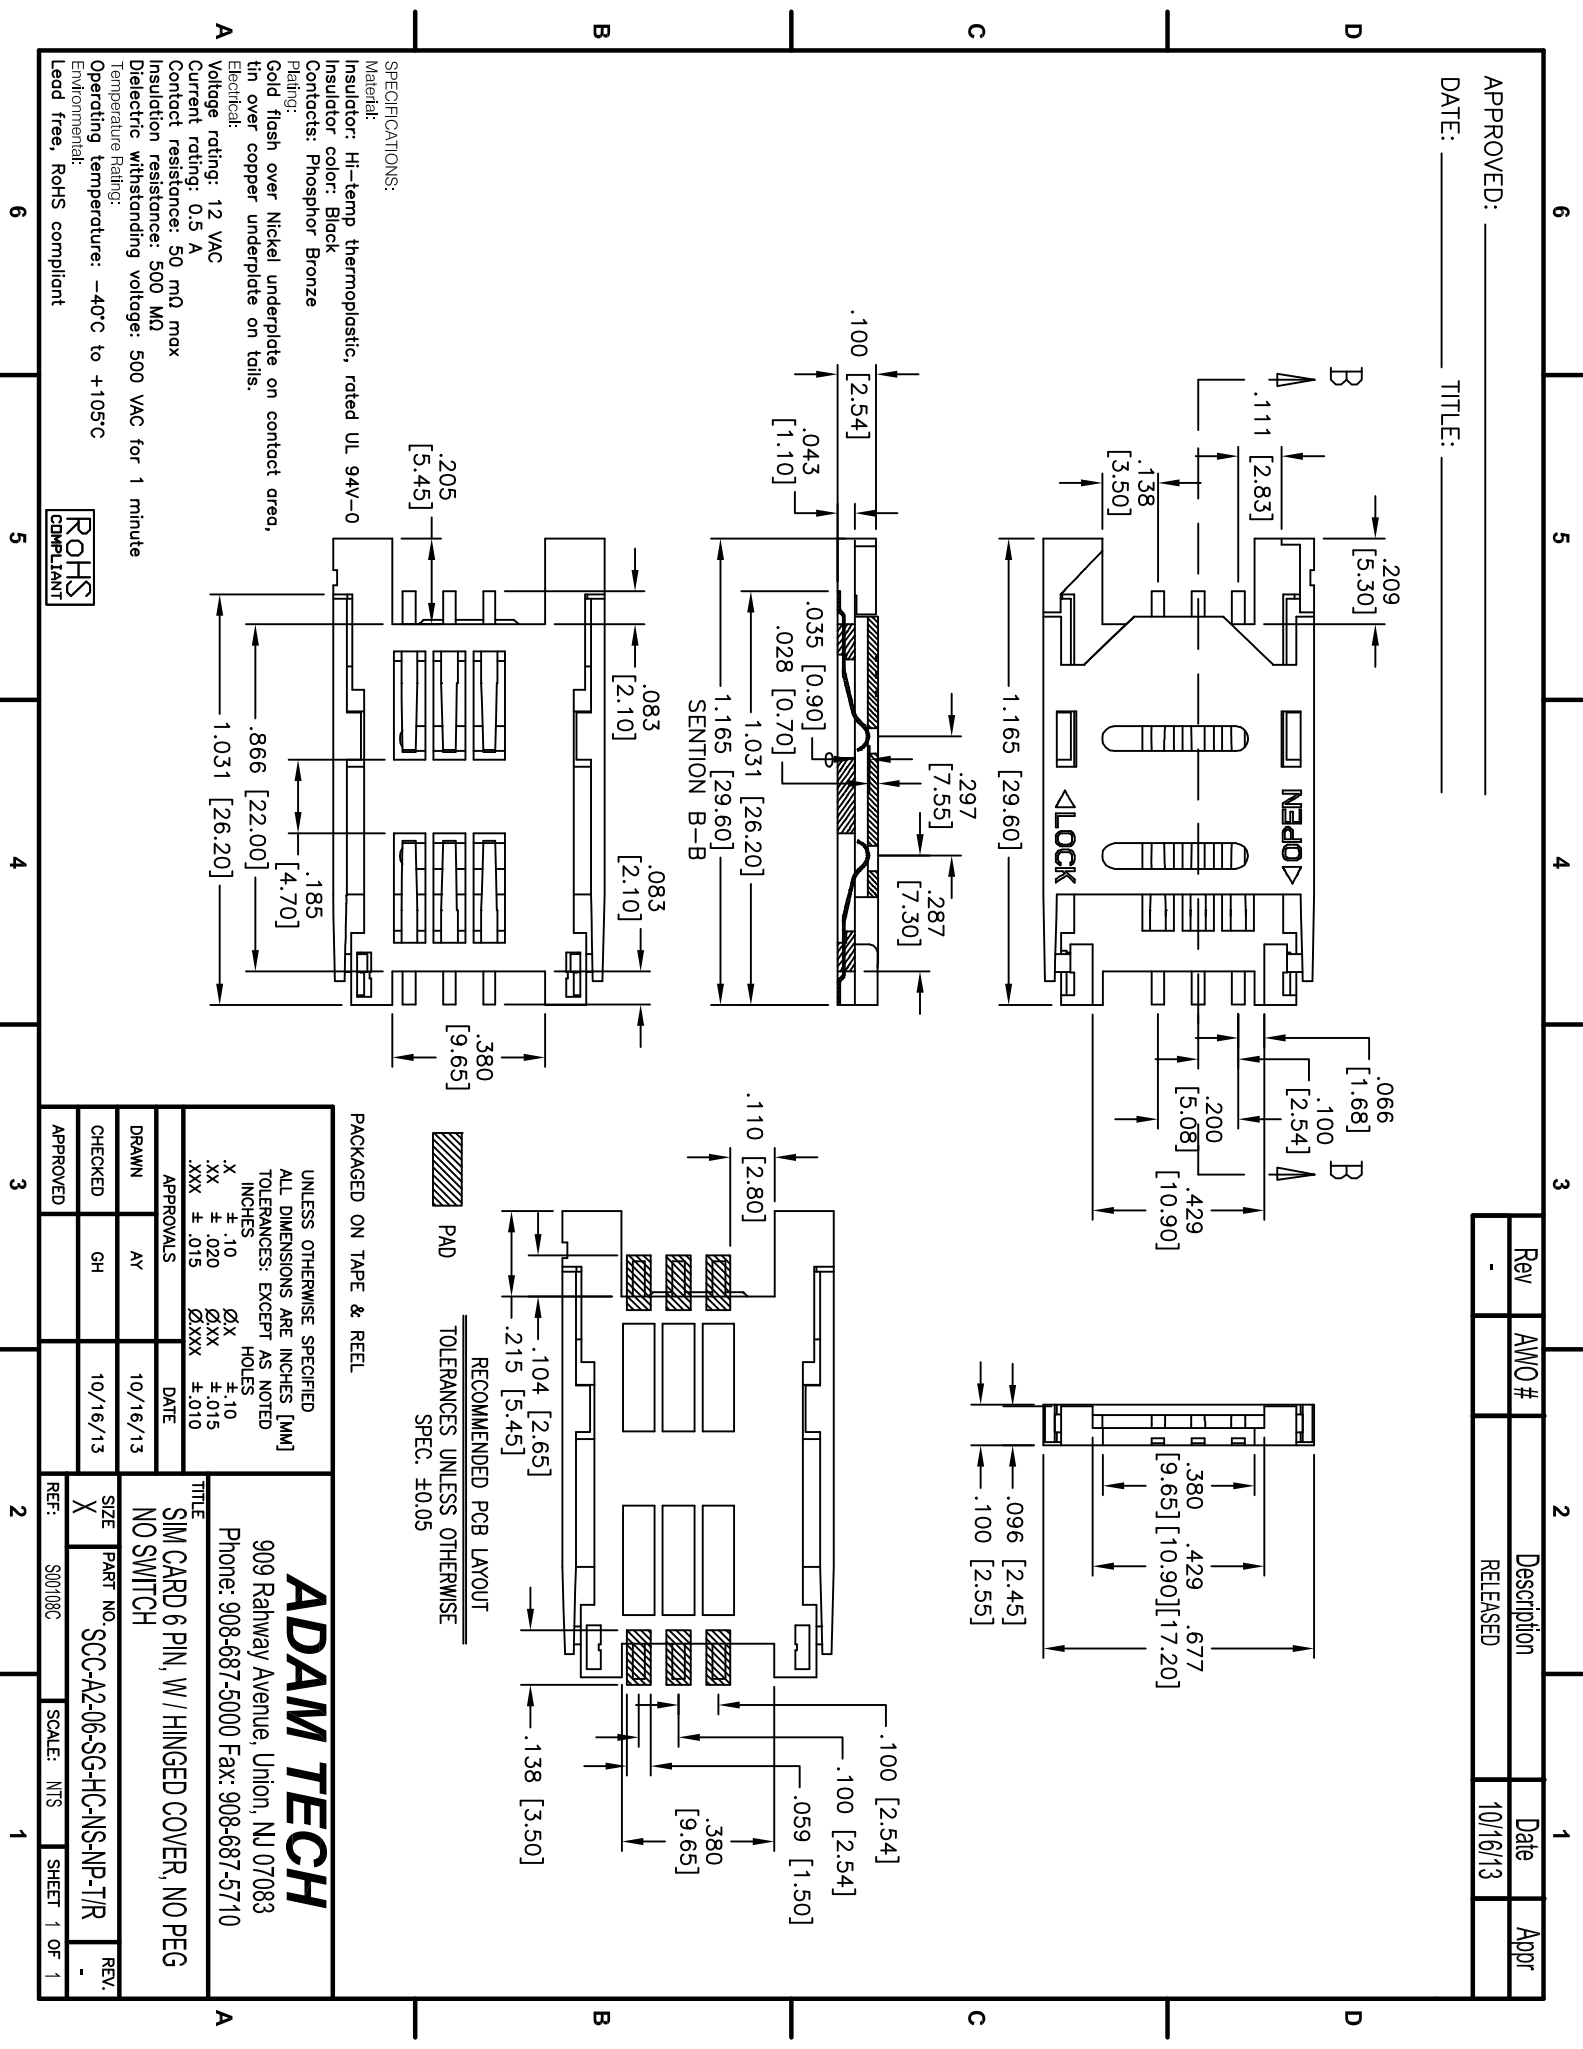 6
5
4
3
2
1
D
C
B
A
APPROVED:
DATE:
TITLE:
Rev
AWO #
Description
Date
Appr
-
RELEASED
10/16/13
B
.209
[5.30]
.111 [2.83]
.138
[3.50]
OPEN
LOCK
1.165 [29.60]
.066
[1.68]
.100
[2.54]
.200
[5.08]
B
.429
[10.90]
.380
[9.65]
.429
[10.90]
.677
[17.20]
.096 [2.45]
.100 [2.55]
.100 [2.54]
.043
[1.10]
.297
[7.55]
.287
[7.30]
.035 [0.90]
.028 [0.70]
1.031 [26.20]
1.165 [29.60]
SENTION B-B
.205
[5.45]
.083
[2.10]
.083
[2.10]
.185
[4.70]
.866 [22.00]
1.031 [26.20]
.380
[9.65]
.110 [2.80]
.100 [2.54]
.100 [2.54]
.059 [1.50]
.380
[9.65]
.104 [2.65]
.215 [5.45]
.138 [3.50]
RECOMMENDED PCB LAYOUT
TOLERANCES UNLESS OTHERWISE
SPEC. ±0.05
PAD
PACKAGED ON TAPE & REEL
SPECIFICATIONS:
Material:
Insulator: Hi-temp thermoplastic, rated UL 94V-0
Insulator color: Black
Contacts: Phosphor Bronze
Plating:
Gold flash over Nickel underplate on contact area,
tin over copper underplate on tails.
Electrical:
Voltage rating: 12 VAC
Current rating: 0.5 A
Contact resistance: 50 mΩ max
Insulation resistance: 500 MΩ
Dielectric withstanding voltage: 500 VAC for 1 minute
Temperature Rating:
Operating temperature: -40°C to +105°C
Environmental:
Lead free, RoHS compliant
RoHS
COMPLIANT
UNLESS OTHERWISE SPECIFIED
ALL DIMENSIONS ARE INCHES [MM]
TOLERANCES: EXCEPT AS NOTED
INCHES HOLES
.X ± .10 Ø.X ±.10
.XX ± .020 Ø.XX ±.015
.XXX ± .015 Ø.XXX ±.010
APPROVALS DATE
DRAWN AY 10/16/13
CHECKED GH 10/16/13
APPROVED
ADAM TECH
909 Rahway Avenue, Union, NJ 07083
Phone: 908-687-5000 Fax: 908-687-5710
TITLE
SIM CARD 6 PIN, W / HINGED COVER, NO PEG
NO SWITCH
SIZE
X
PART NO.
SCC-A2-06-SG-HC-NS-NP-T/R
REV.
-
REF: S00108C
SCALE: NTS
SHEET 1 OF 1
6
5
4
3
2
1
D
C
B
A